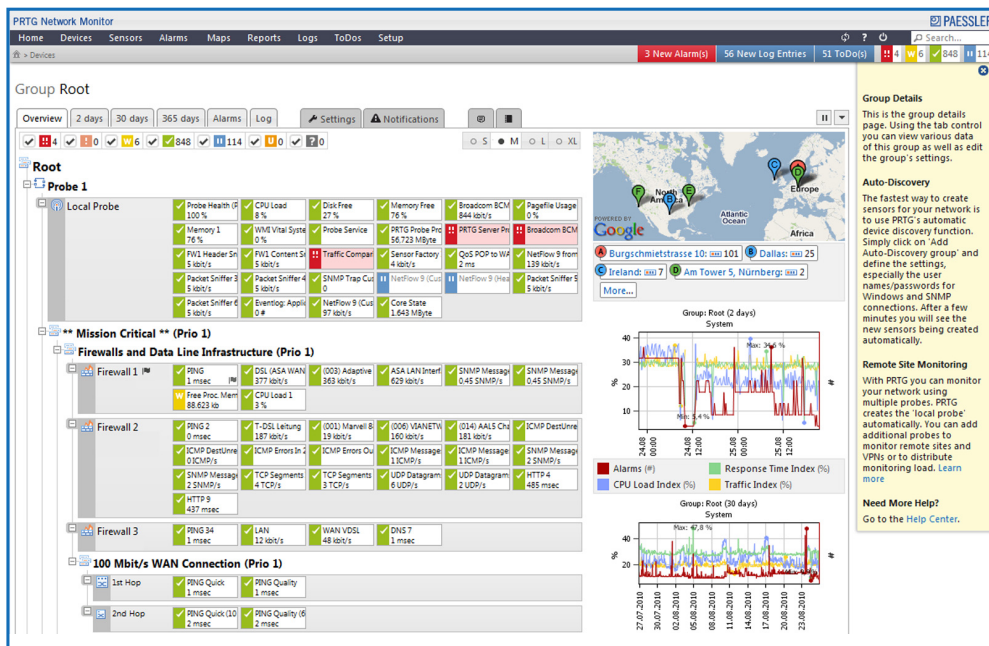 PRTG Network Monitor
PAESSLER
Home Devices Sensors Alarms Maps Reports Logs ToDos Setup
? Search...
> Devices
3 New Alarm(s) 56 New Log Entries 51 ToDo(s) !! 4 W 6 848 114
Group Root
Overview 2 days 30 days 365 days Alarms Log Settings Notifications
!! 4 ! 0 W 6 848 114 U 0 ? 0
S M L XL
Root
Probe 1
Local Probe
Probe Health (P CPU Load Disk Free Memory Free Broadcom BCM Pagefile Usage
100 % 8 % 27 % 76 % 844 kbit/s 0 %
Memory 1 WMI Vital Syste Probe Service PRTG Probe Pro PRTG Server Pro Broadcom BCM
76 % 0 % 56.723 MByte
FW1 Header Sn FW1 Content S Traffic Compar Sensor Factory QoS POP to WA NetFlow 9 from
5 kbit/s 5 kbit/s 4 kbit/s 2 ms 139 kbit/s
Packet Sniffer 3 Packet Sniffer 4 SNMP Trap Cus NetFlow 9 (Cus NetFlow 9 (Hea Packet Sniffer 5
5 kbit/s 5 kbit/s 0 5 kbit/s
Packet Sniffer 6 Eventlog: Applic NetFlow 9 (Cus Core State
5 kbit/s 0 # 97 kbit/s 1.643 MByte
** Mission Critical ** (Prio 1)
Firewalls and Data Line Infrastructure (Prio 1)
Firewall 1
PING DSL (ASA WAN (003) Adaptive ASA LAN Interf SNMP Message SNMP Message
1 msec 377 kbit/s 363 kbit/s 629 kbit/s 0.45 SNMP/s 0.45 SNMP/s
Free Proc. Mem CPU Load 1
88.623 kb 3 %
Firewall 2
PING 2 T-DSL Leitung (001) Marvell 8 (006) VIANETW (014) AALS Cha ICMP DestUnre
0 msec 187 kbit/s 19 kbit/s 160 kbit/s 181 kbit/s
ICMP DestUnre ICMP Errors In 2 ICMP Errors Ou ICMP Message ICMP Message SNMP Message
0 ICMP/s 1 ICMP/s 1 ICMP/s 2 SNMP/s
SNMP Message TCP Segments TCP Segments UDP Datagram UDP Datagram HTTP 4
2 SNMP/s 4 TCP/s 3 TCP/s 6 UDP/s 2 UDP/s 485 msec
HTTP 9
437 msec
Firewall 3
PING 34 LAN WAN VDSL DNS 7
1 msec 12 kbit/s 48 kbit/s 1 msec
100 Mbit/s WAN Connection (Prio 1)
1st Hop
PING Quick PING Quality
1 msec 1 msec
2nd Hop
PING Quick (10 PING Quality (6
2 msec 2 msec
North
America
Europe
Atlantic
Ocean
Africa
POWERED BY
Google
F B E C D
A Burgschmietstrasse 10: 101 B Dallas: 25
C Ireland: 7 D Am Tower 5, Nürnberg: 2
More...
Group: Root (2 days)
System
Max: 34,6 %
Min: 5,4 %
40
30
20
10
%
#
24.08 00:00
24.08 12:00
25.08 00:00
25.08 12:00
Alarms (#) Response Time Index (%)
CPU Load Index (%) Traffic Index (%)
Group: Root (30 days)
System
Max: 47,8 %
40
20
%
#
27.07.2010
30.07.2010
02.08.2010
05.08.2010
08.08.2010
11.08.2010
14.08.2010
17.08.2010
20.08.2010
23.08.2010
Group Details
This is the group details
page. Using the tab control
you can view various data
of this group as well as edit
the group's settings.
Auto-Discovery
The fastest way to create
sensors for your network is
to use PRTG's automatic
device discovery function.
Simply click on 'Add
Auto-Discovery group' and
define the settings,
especially the user
names/passwords for
Windows and SNMP
connections. After a few
minutes you will see the
new sensors being created
automatically.
Remote Site Monitoring
With PRTG you can monitor
your network using
multiple probes. PRTG
creates the 'local probe'
automatically. You can add
additional probes to
monitor remote sites and
VPNs or to distribute
monitoring load. Learn
more
Need More Help?
Go to the Help Center.